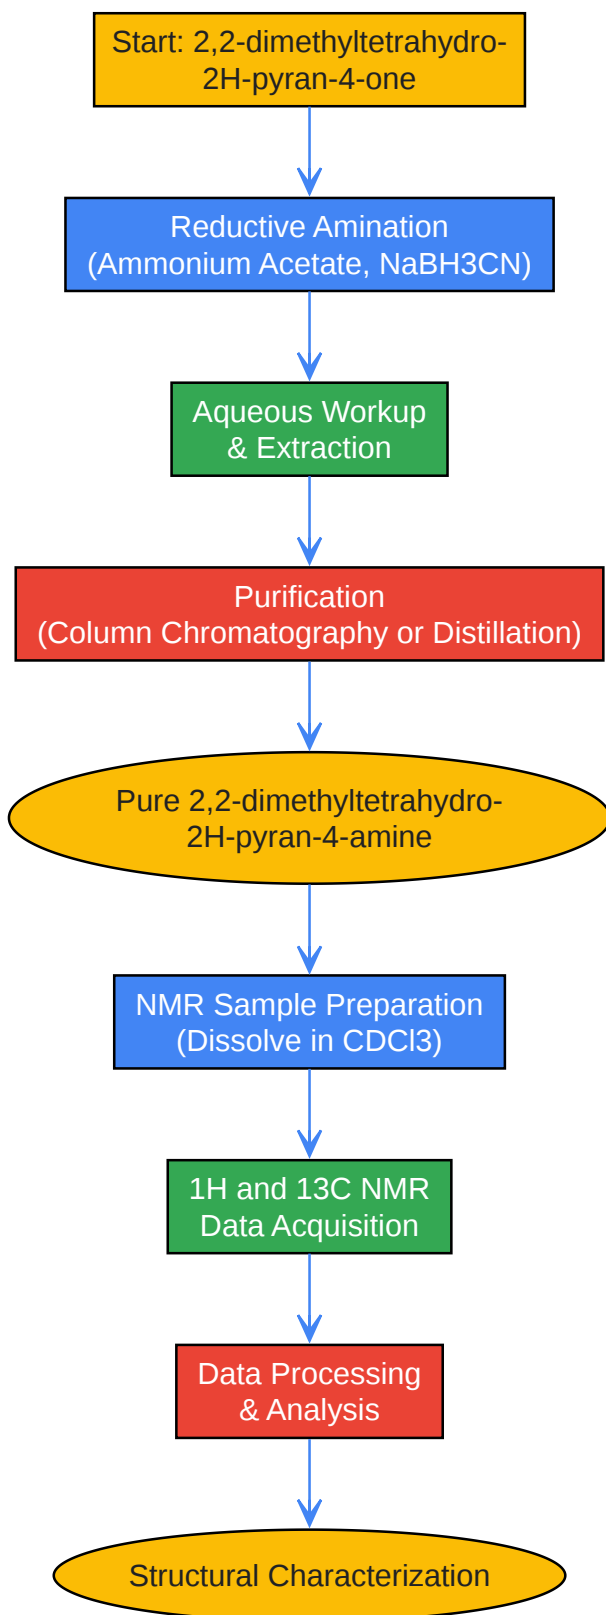 Start: 2,2-dimethyltetrahydro-
2H-pyran-4-one
Reductive Amination
(Ammonium Acetate, NaBH3CN)
Aqueous Workup
& Extraction
Purification
(Column Chromatography or Distillation)
Pure 2,2-dimethyltetrahydro-
2H-pyran-4-amine
NMR Sample Preparation
(Dissolve in CDCl3)
1H and 13C NMR
Data Acquisition
Data Processing
& Analysis
Structural Characterization